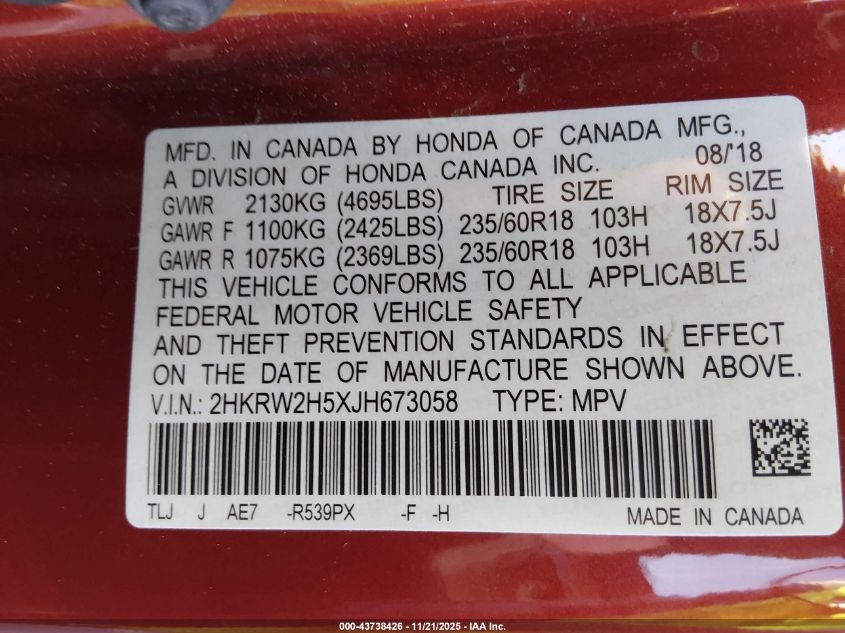 MFD. IN CANADA BY HONDA OF CANADA MFG.,
A DIVISION OF HONDA CANADA INC. 08/'18
GVWR 2130KG (4695LBS) TIRE SIZE RIM SIZE
GAWR F 1100KG (2425LBS) 235/60R18 103H 18X7.5J
GAWR R 1075KG (2369LBS) 235/60R18 103H 18X7.5J
THIS VEHICLE CONFORMS TO ALL APPLICABLE
FEDERAL MOTOR VEHICLE SAFETY
AND THEFT PREVENTION STANDARDS IN EFFECT
ON THE DATE OF MANUFACTURE SHOWN ABOVE.
V.I.N.: 2HKRW2H5XJH673058 TYPE: MPV
TLJ J AE7 -R539PX -F -H MADE IN CANADA
000-43738426 - 11/21/2025 - IAA Inc.